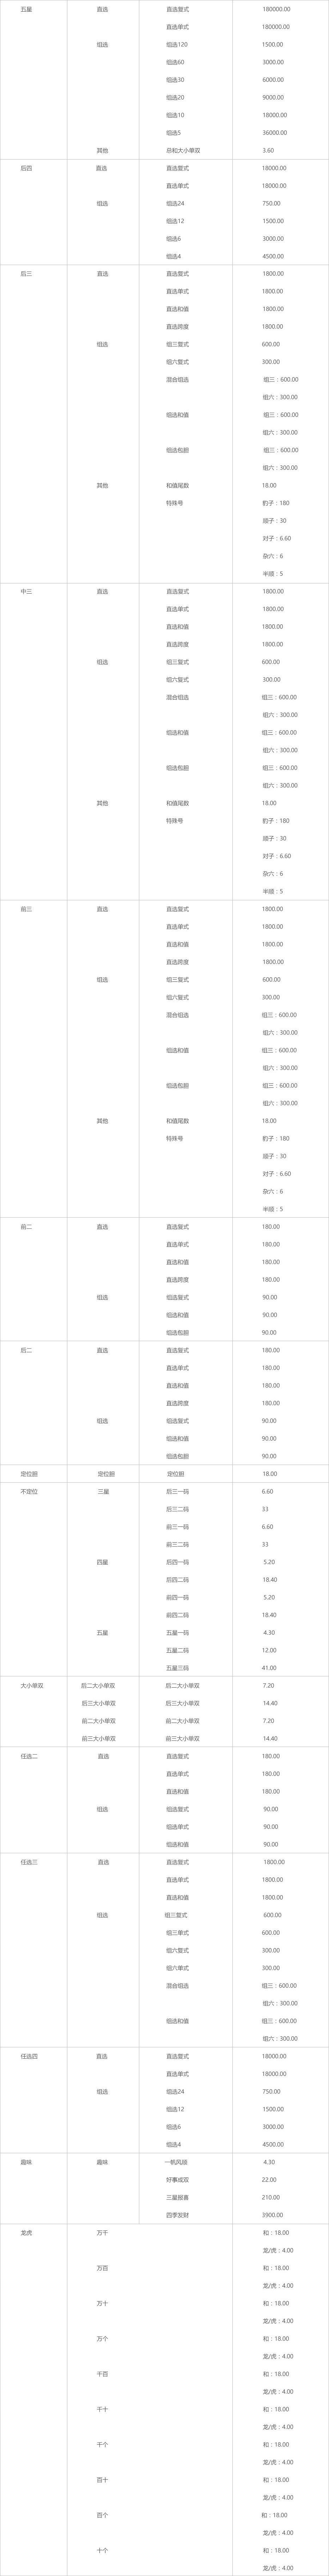 五星 直选 直选复式 180000.00
直选单式 180000.00
组选 组选120 1500.00
组选60 3000.00
组选30 6000.00
组选20 9000.00
组选10 18000.00
组选5 36000.00
其他 总和大小单双 3.60
后四 直选 直选复式 18000.00
直选单式 18000.00
组选 组选24 750.00
组选12 1500.00
组选6 3000.00
组选4 4500.00
后三 直选 直选复式 1800.00
直选单式 1800.00
直选和值 1800.00
直选跨度 1800.00
组选 组三复式 600.00
组六复式 300.00
混合组选 组三：600.00
组六：300.00
组选和值 组三：600.00
组六：300.00
组选包胆 组三：600.00
组六：300.00
其他 和值尾数 18.00
特殊号 豹子：180
顺子：30
对子：6.60
杂六：6
半顺：5
中三 直选 直选复式 1800.00
直选单式 1800.00
直选和值 1800.00
直选跨度 1800.00
组选 组三复式 600.00
组六复式 300.00
混合组选 组三：600.00
组六：300.00
组选和值 组三：600.00
组六：300.00
组选包胆 组三：600.00
组六：300.00
其他 和值尾数 18.00
特殊号 豹子：180
顺子：30
对子：6.60
杂六：6
半顺：5
前三 直选 直选复式 1800.00
直选单式 1800.00
直选和值 1800.00
直选跨度 1800.00
组选 组三复式 600.00
组六复式 300.00
混合组选 组三：600.00
组六：300.00
组选和值 组三：600.00
组六：300.00
组选包胆 组三：600.00
组六：300.00
其他 和值尾数 18.00
特殊号 豹子：180
顺子：30
对子：6.60
杂六：6
半顺：5
前二 直选 直选复式 180.00
直选单式 180.00
直选和值 180.00
直选跨度 180.00
组选 组选复式 90.00
组选和值 90.00
组选包胆 90.00
后二 直选 直选复式 180.00
直选单式 180.00
直选和值 180.00
直选跨度 180.00
组选 组选复式 90.00
组选和值 90.00
组选包胆 90.00
定位胆 定位胆 定位胆 18.00
不定位 三星 后三一码 6.60
后三二码 33
前三一码 6.60
前三二码 33
四星 后四一码 5.20
后四二码 18.40
前四一码 5.20
前四二码 18.40
五星 五星一码 4.30
五星二码 12.00
五星三码 41.00
大小单双 后二大小单双 后二大小单双 7.20
后三大小单双 后三大小单双 14.40
前二大小单双 前二大小单双 7.20
前三大小单双 前三大小单双 14.40
任选二 直选 直选复式 180.00
直选单式 180.00
直选和值 180.00
组选 组选复式 90.00
组选单式 90.00
组选和值 90.00
任选三 直选 直选复式 1800.00
直选单式 1800.00
直选和值 1800.00
组选 组三复式 600.00
组三单式 600.00
组六复式 300.00
组六单式 300.00
混合组选 组三：600.00
组六：300.00
组选和值 组三：600.00
组六：300.00
任选四 直选 直选复式 18000.00
直选单式 18000.00
组选 组选24 750.00
组选12 1500.00
组选6 3000.00
组选4 4500.00
趣味 趣味 一帆风顺 4.30
好事成双 22.00
三星报喜 210.00
四季发财 3900.00
龙虎 万千 和：18.00
龙/虎：4.00
万百 和：18.00
龙/虎：4.00
万十 和：18.00
龙/虎：4.00
万个 和：18.00
龙/虎：4.00
千百 和：18.00
龙/虎：4.00
千十 和：18.00
龙/虎：4.00
千个 和：18.00
龙/虎：4.00
百十 和：18.00
龙/虎：4.00
百个 和：18.00
龙/虎：4.00
十个 和：18.00
龙/虎：4.00